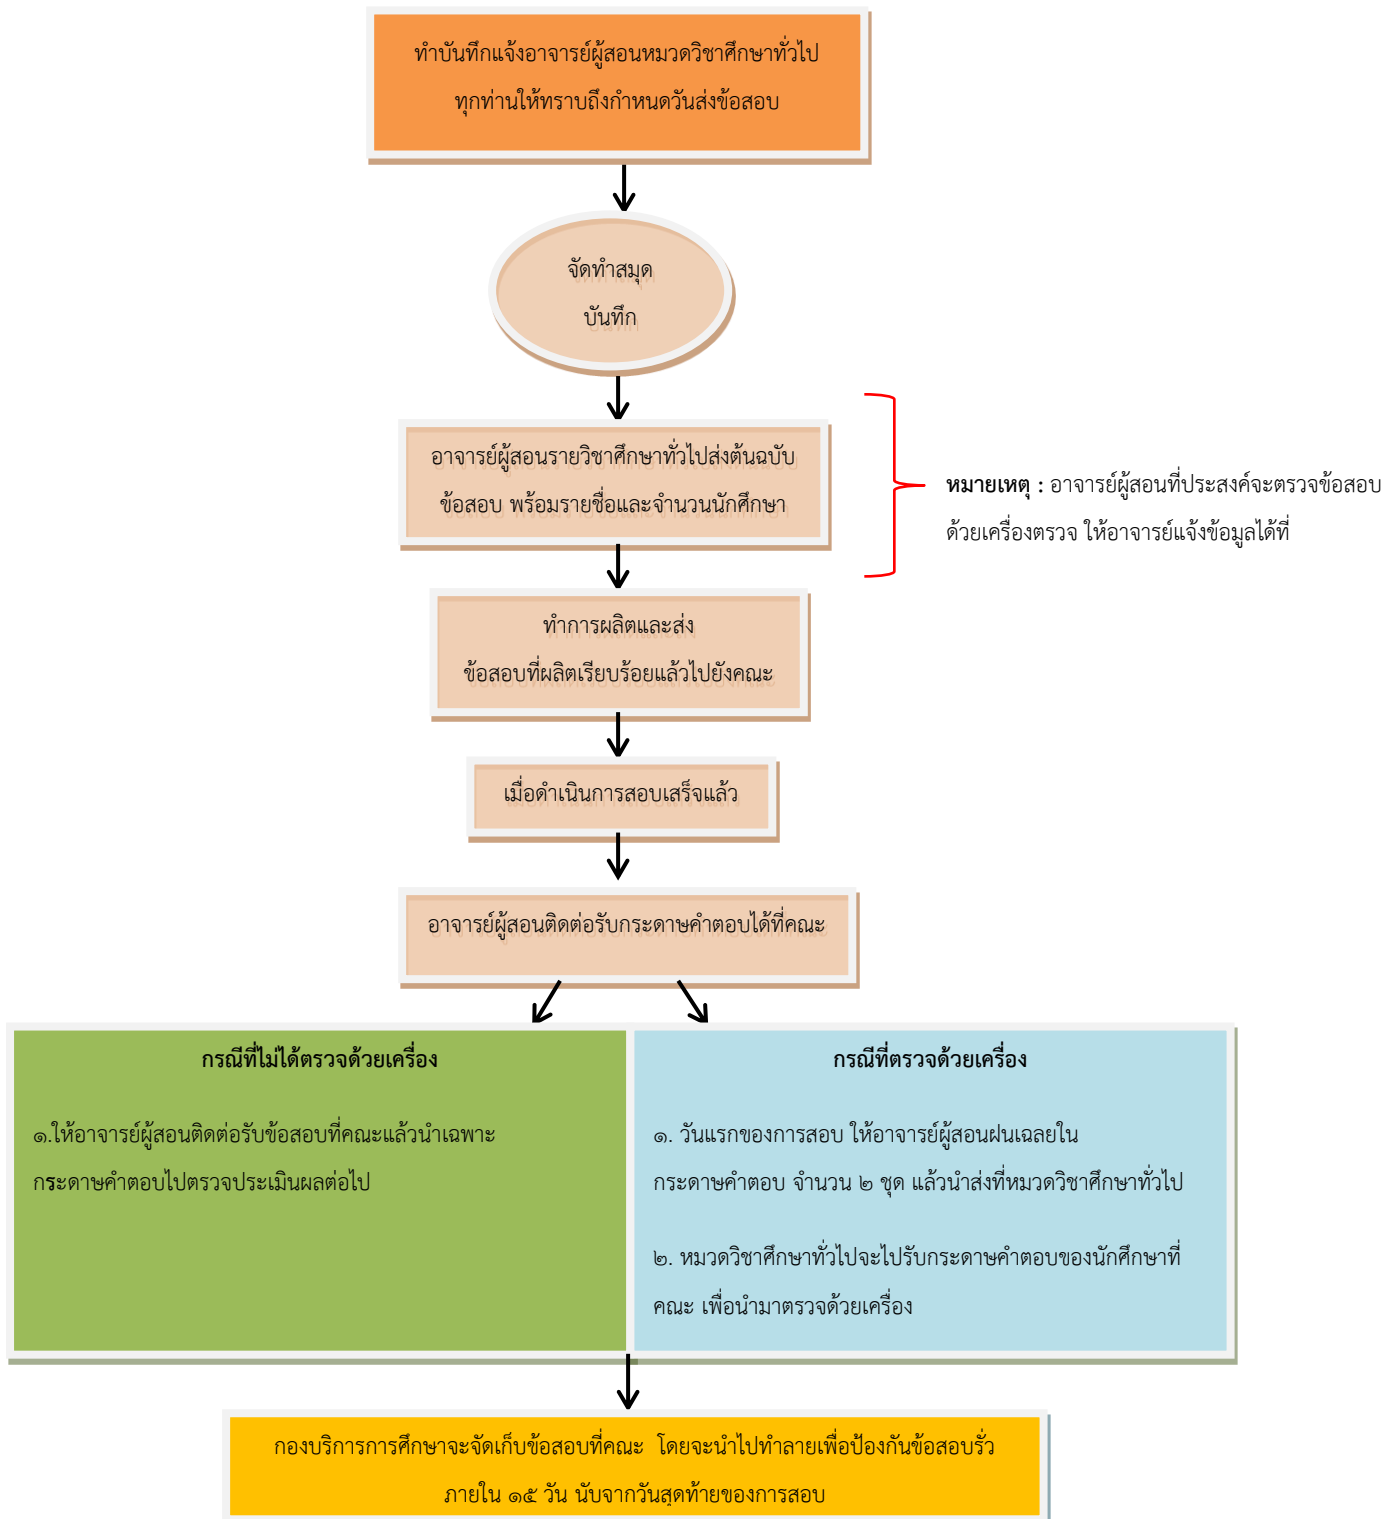 ทำบันทึกแจ้งอาจารย์ผู้สอนหมวดวิชาศึกษาทั่วไป
ทุกท่านให้ทราบถึงกำหนดวันส่งข้อสอบ
จัดทำสมุด
บันทึก
อาจารย์ผู้สอนรายวิชาศึกษาทั่วไปส่งต้นฉบับ
ข้อสอบ พร้อมรายชื่อและจำนวนนักศึกษา
หมายเหตุ : อาจารย์ผู้สอนที่ประสงค์จะตรวจข้อสอบ
ด้วยเครื่องตรวจ ให้อาจารย์แจ้งข้อมูลได้ที่
ทำการผลิตและส่ง
ข้อสอบที่ผลิตเรียบร้อยแล้วไปยังคณะ
เมื่อดำเนินการสอบเสร็จแล้ว
อาจารย์ผู้สอนติดต่อรับกระดาษคำตอบได้ที่คณะ
กรณีที่ไม่ได้ตรวจด้วยเครื่อง
๑.ให้อาจารย์ผู้สอนติดต่อรับข้อสอบที่คณะแล้วนำเฉพาะ
กระดาษคำตอบไปตรวจประเมินผลต่อไป
กรณีที่ตรวจด้วยเครื่อง
๑. วันแรกของการสอบ ให้อาจารย์ผู้สอนฝนเฉลยใน
กระดาษคำตอบ จำนวน ๒ ชุด แล้วนำส่งที่หมวดวิชาศึกษาทั่วไป
๒. หมวดวิชาศึกษาทั่วไปจะไปรับกระดาษคำตอบของนักศึกษาที่
คณะ เพื่อนำมาตรวจด้วยเครื่อง
กองบริการการศึกษาจะจัดเก็บข้อสอบที่คณะ โดยจะนำไปทำลายเพื่อป้องกันข้อสอบรั่ว
ภายใน ๑๕ วัน นับจากวันสุดท้ายของการสอบ